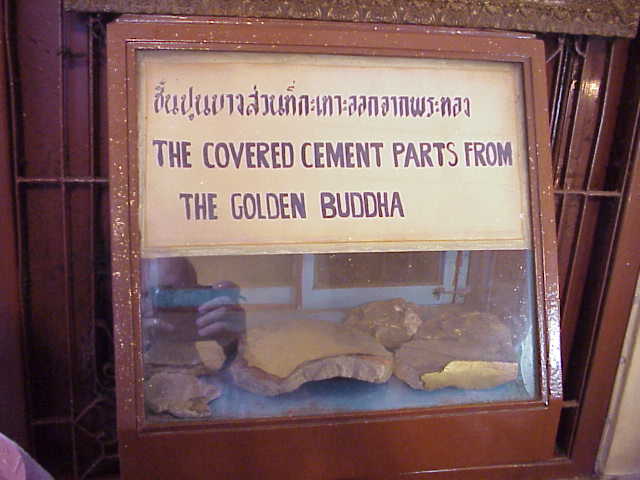 ชิ้นปูนบางส่วนที่กะเทาะออกจากพระทอง
THE COVERED CEMENT PARTS FROM
THE GOLDEN BUDDHA